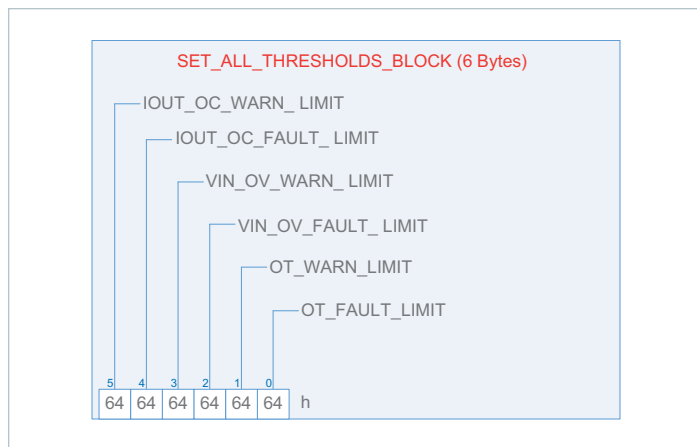 SET_ALL_THRESHOLDS_BLOCK (6 Bytes)
IOUT_OC_WARN_ LIMIT
IOUT_OC_FAULT_ LIMIT
VIN_OV_WARN_ LIMIT
VIN_OV_FAULT_ LIMIT
OT_WARN_LIMIT
OT_FAULT_LIMIT
5 4 3 2 1 0
64 64 64 64 64 64 h